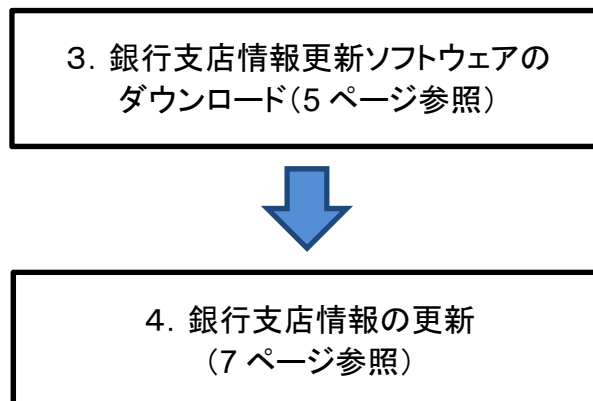 ３．銀行支店情報更新ソフトウェアの
ダウンロード（5 ページ参照）
４．銀行支店情報の更新
（7 ページ参照）